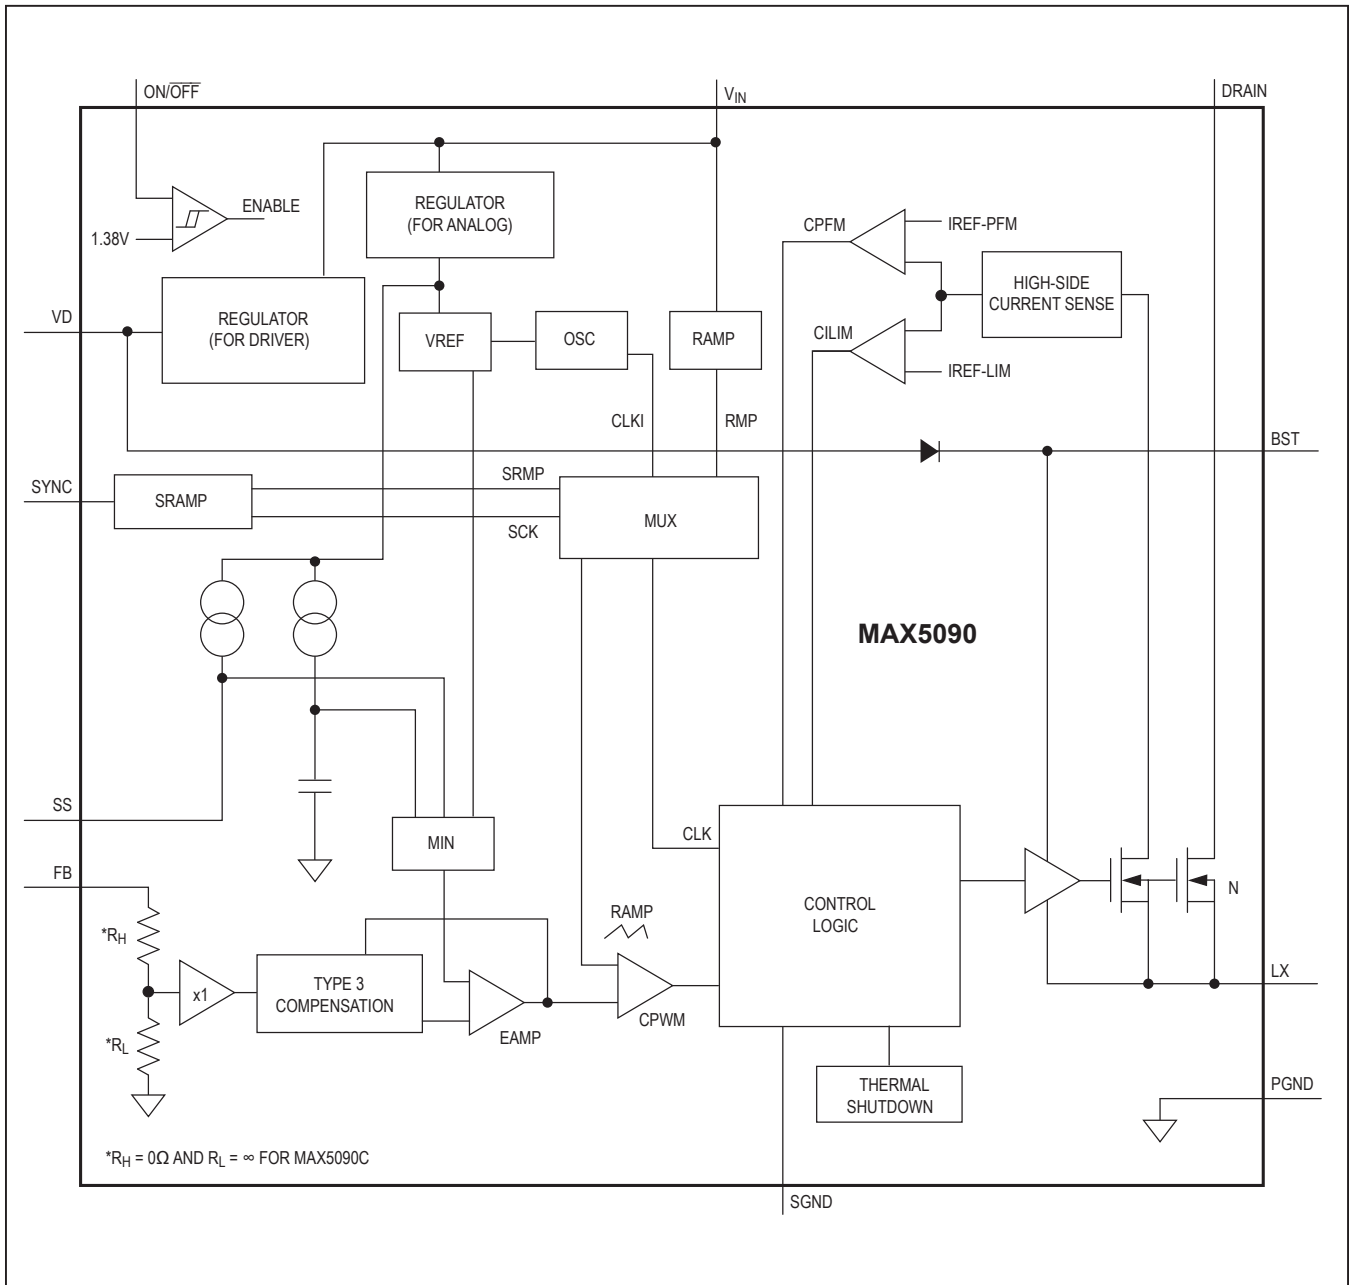 ON/OFF
VIN
DRAIN
ENABLE
1.38V
REGULATOR
(FOR ANALOG)
CPFM
IREF-PFM
HIGH-SIDE
CURRENT SENSE
VD
REGULATOR
(FOR DRIVER)
VREF
OSC
RAMP
CILIM
IREF-LIM
CLKI
RMP
BST
SYNC
SRAMP
SRMP
SCK
MUX
MAX5090
SS
MIN
CLK
FB
CONTROL
LOGIC
N
*RH
RAMP
x1
TYPE 3
COMPENSATION
LX
EAMP
CPWM
*RL
THERMAL
SHUTDOWN
PGND
*RH = 0Ω AND RL = ∞ FOR MAX5090C
SGND